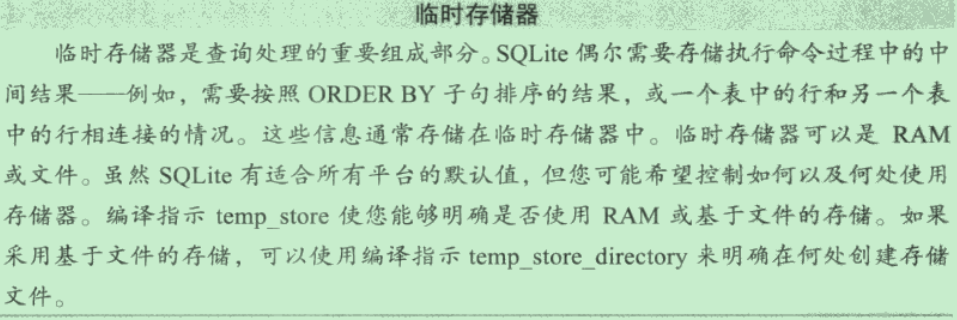 临时存储器
临时存储器是查询处理的重要组成部分。SQLite 偶尔需要存储执行命令过程中的中
间结果——例如，需要按照 ORDER BY 子句排序的结果，或一个表中的行和另一个表
中的行相连接的情况。这些信息通常存储在临时存储器中。临时存储器可以是 RAM
或文件。虽然 SQLite 有适合所有平台的默认值，但您可能希望控制如何以及何处使用
存储器。编译指示 temp_store 使您能够明确是否使用 RAM 或基于文件的存储。如果
采用基于文件的存储，可以使用编译指示 temp_store_directory 来明确在何处创建存储
文件。